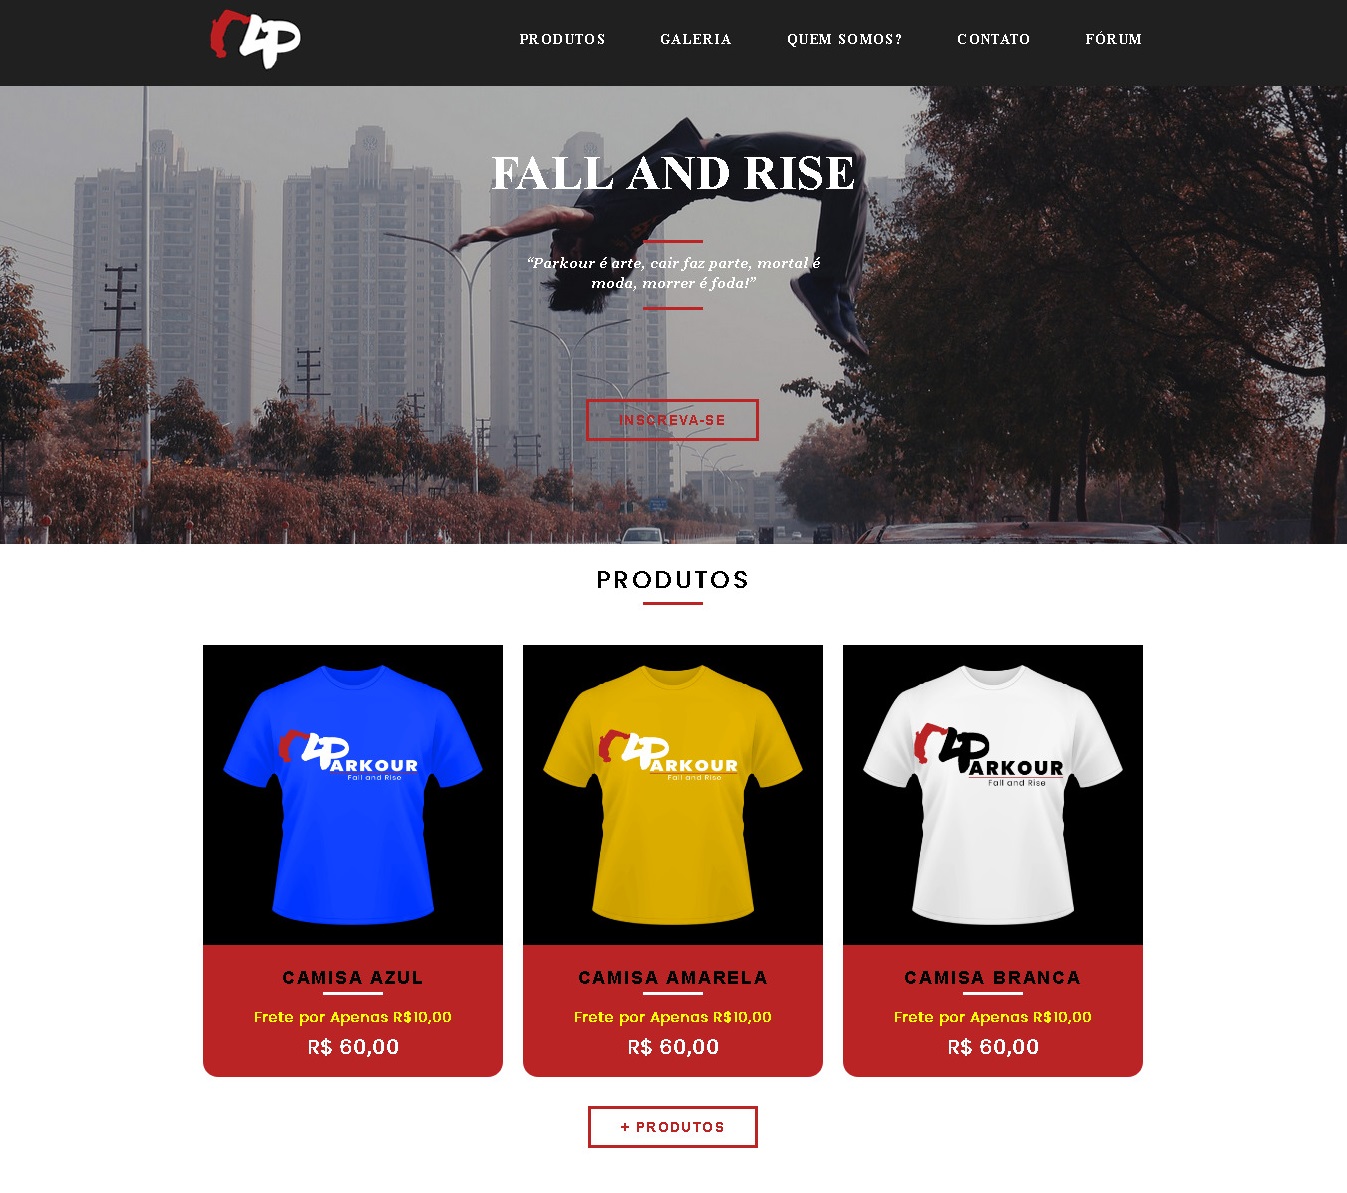 LP
PRODUTOS GALERIA QUEM SOMOS? CONTATO FÓRUM
FALL AND RISE
“Parkour é arte, cair faz parte, mortal é
moda, morrer é foda!”
INSCREVA-SE
PRODUTOS
LPARKOUR
Fall and Rise
LPARKOUR
Fall and Rise
LPARKOUR
Fall and Rise
CAMISA AZUL
Frete por Apenas R$10,00
R$ 60,00
CAMISA AMARELA
Frete por Apenas R$10,00
R$ 60,00
CAMISA BRANCA
Frete por Apenas R$10,00
R$ 60,00
+ PRODUTOS